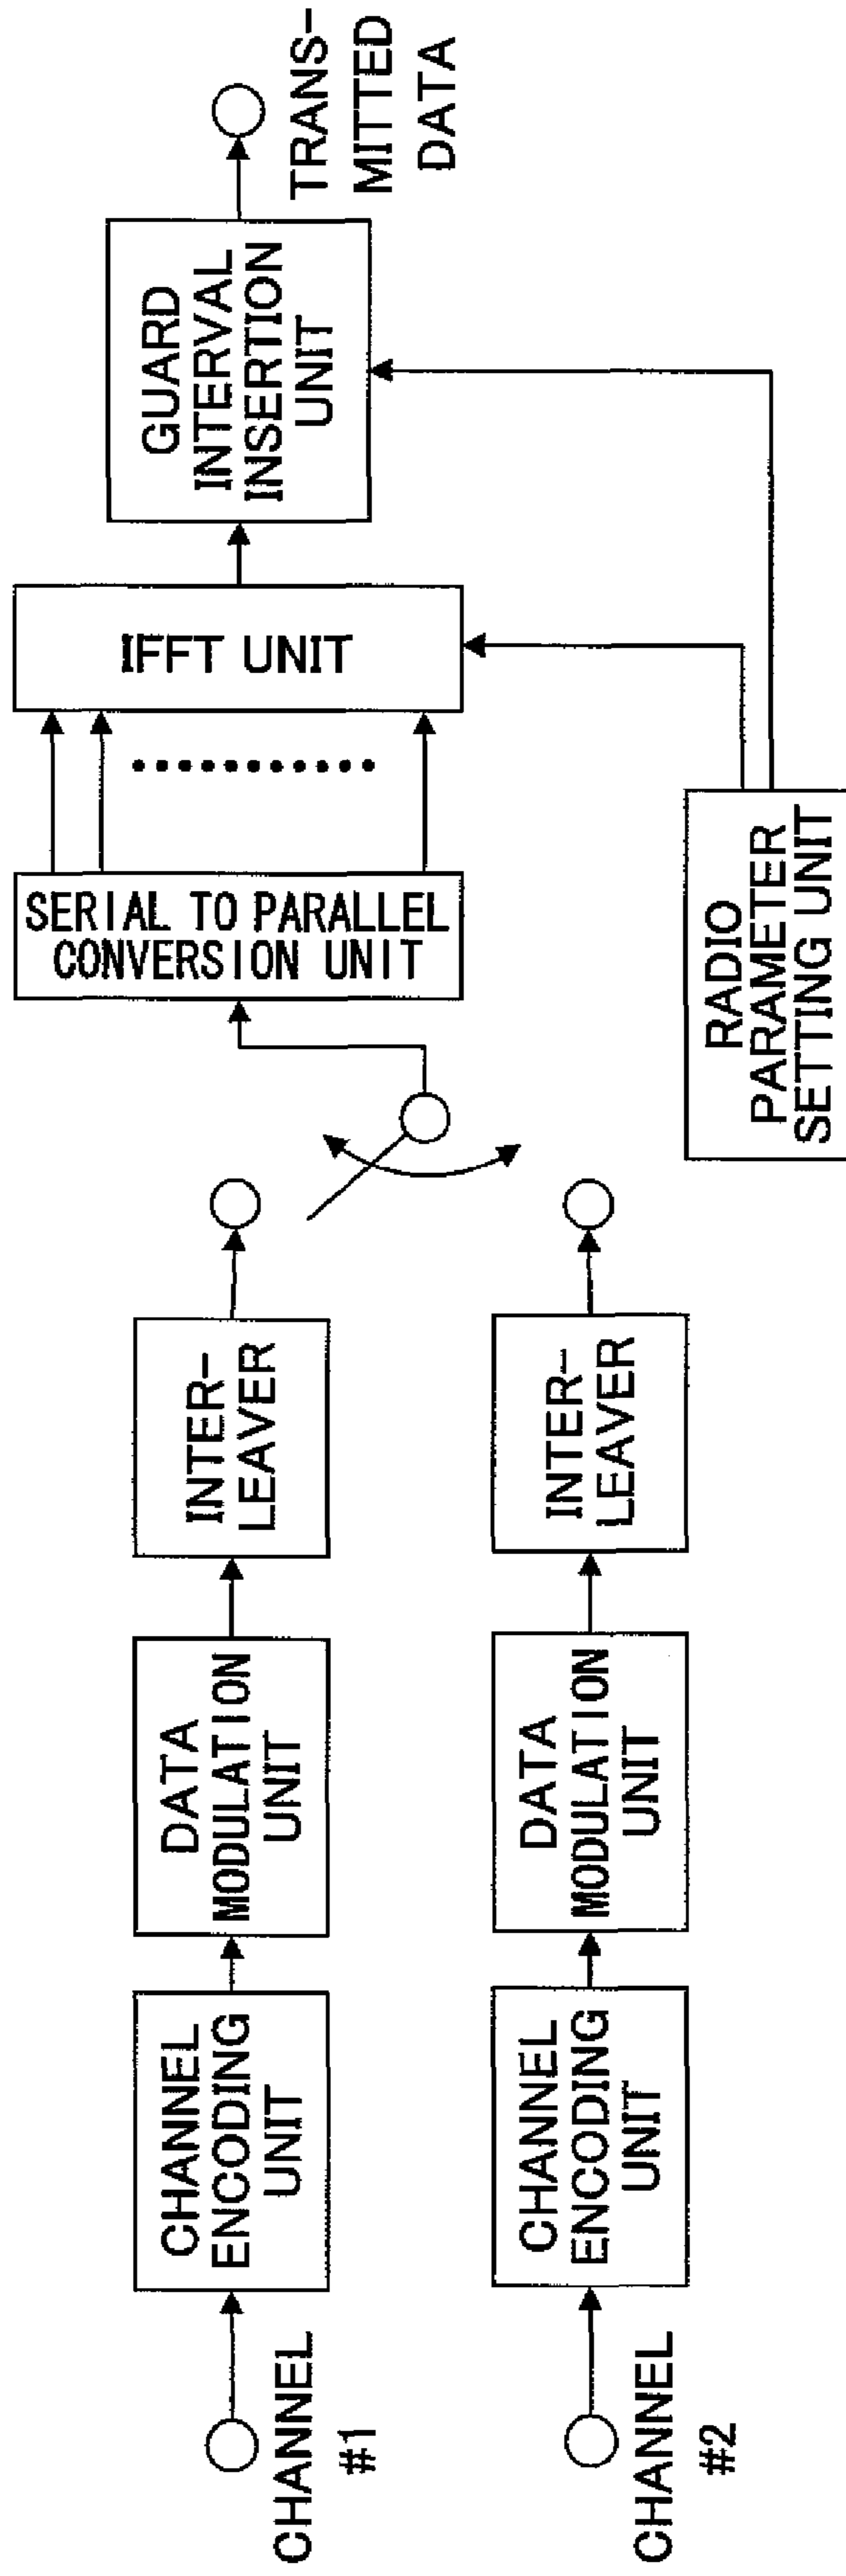 CHANNEL
#1
CHANNEL
ENCODING
UNIT
DATA
MODULATION
UNIT
INTER-
LEAVER
CHANNEL
#2
CHANNEL
ENCODING
UNIT
DATA
MODULATION
UNIT
INTER-
LEAVER
SERIAL TO PARALLEL
CONVERSION UNIT
IFFT UNIT
GUARD
INTERVAL
INSERTION
UNIT
TRANS-
MITTED
DATA
RADIO
PARAMETER
SETTING UNIT